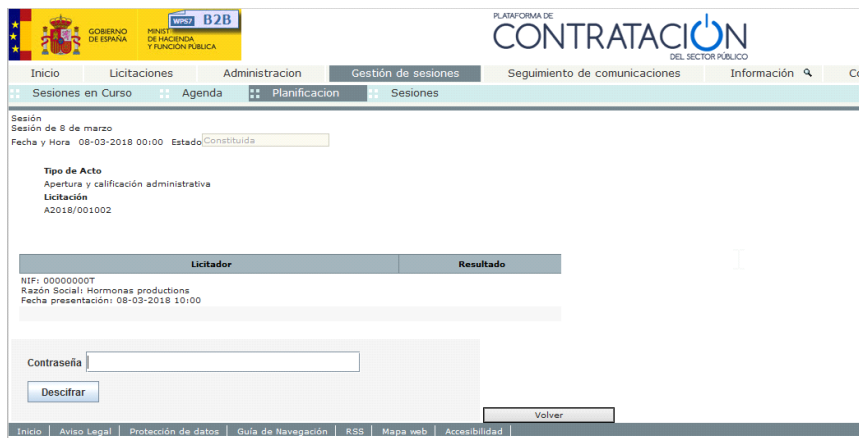 GOBIERNO
DE ESPAÑA
MINIST
DE HACIENDA
Y FUNCIÓN PÚBLICA
WPS7 B2B
PLATAFORMA DE
CONTRATACIÓN
DEL SECTOR PÚBLICO
Inicio Licitaciones Administracion Gestión de sesiones Seguimiento de comunicaciones Información
Sesiones en Curso Agenda Planificacion Sesiones
Sesión
Sesión de 8 de marzo
Fecha y Hora 08-03-2018 00:00 Estado Constituida
Tipo de Acto
Apertura y calificación administrativa
Licitación
A2018/001002
Licitador Resultado
NIF: 00000000T
Razón Social: Hormonas productions
Fecha presentación: 08-03-2018 10:00
Contraseña
Descifrar
Volver
Inicio | Aviso Legal | Protección de datos | Guía de Navegación | RSS | Mapa web | Accesibilidad |